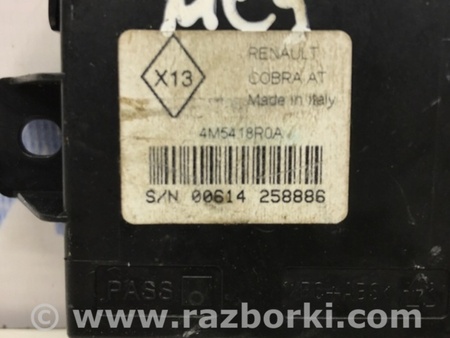 X13
RENAULT
COBRA AT
Made in Italy
4M5418R0A
S/N 00614 258886
PASS
© www.razborki.com